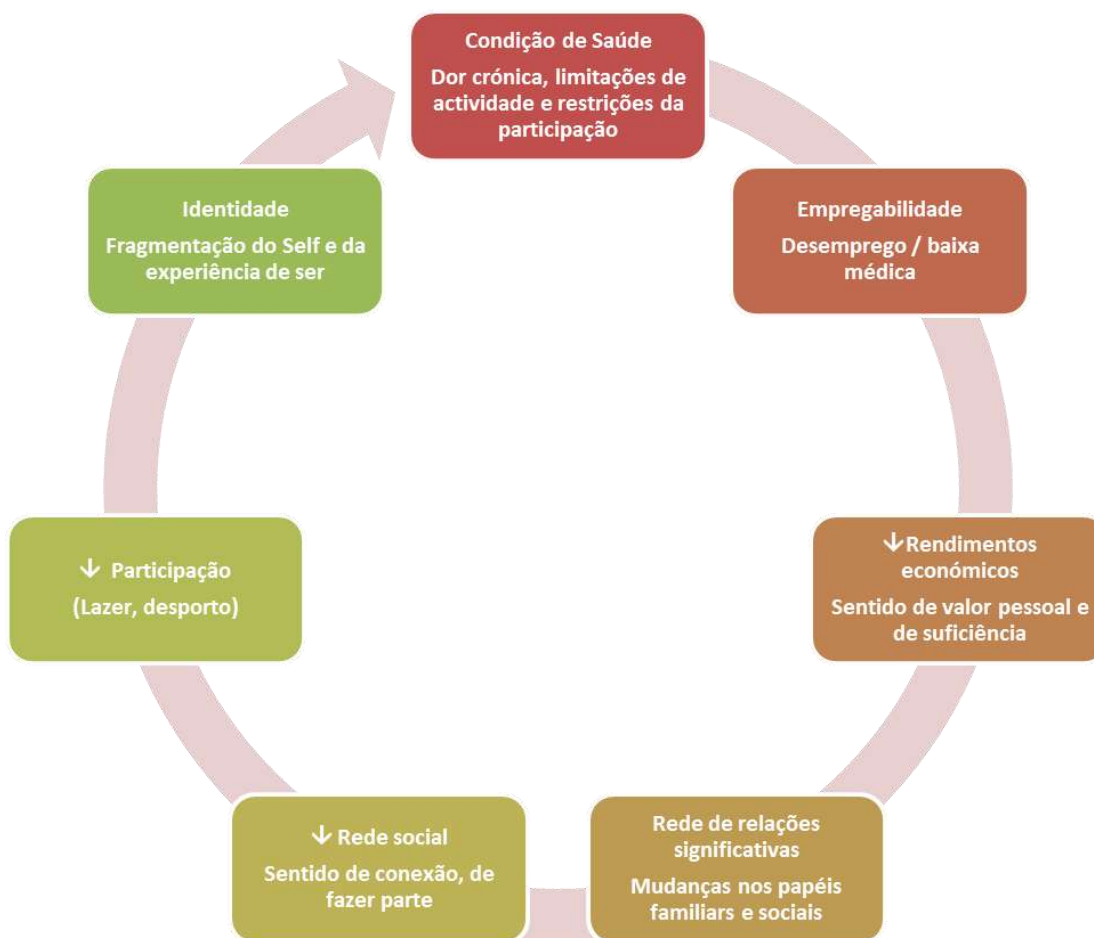 Condição de Saúde
Dor crónica, limitações de
actividade e restrições da
participação
Empregabilidade
Desemprego / baixa
médica
↓Rendimentos
económicos
Sentido de valor pessoal e
de suficiência
Rede de relações
significativas
Mudanças nos papéis
familiars e sociais
↓ Rede social
Sentido de conexão, de
fazer parte
↓ Participação
(Lazer, desporto)
Identidade
Fragmentação do Self e da
experiência de ser